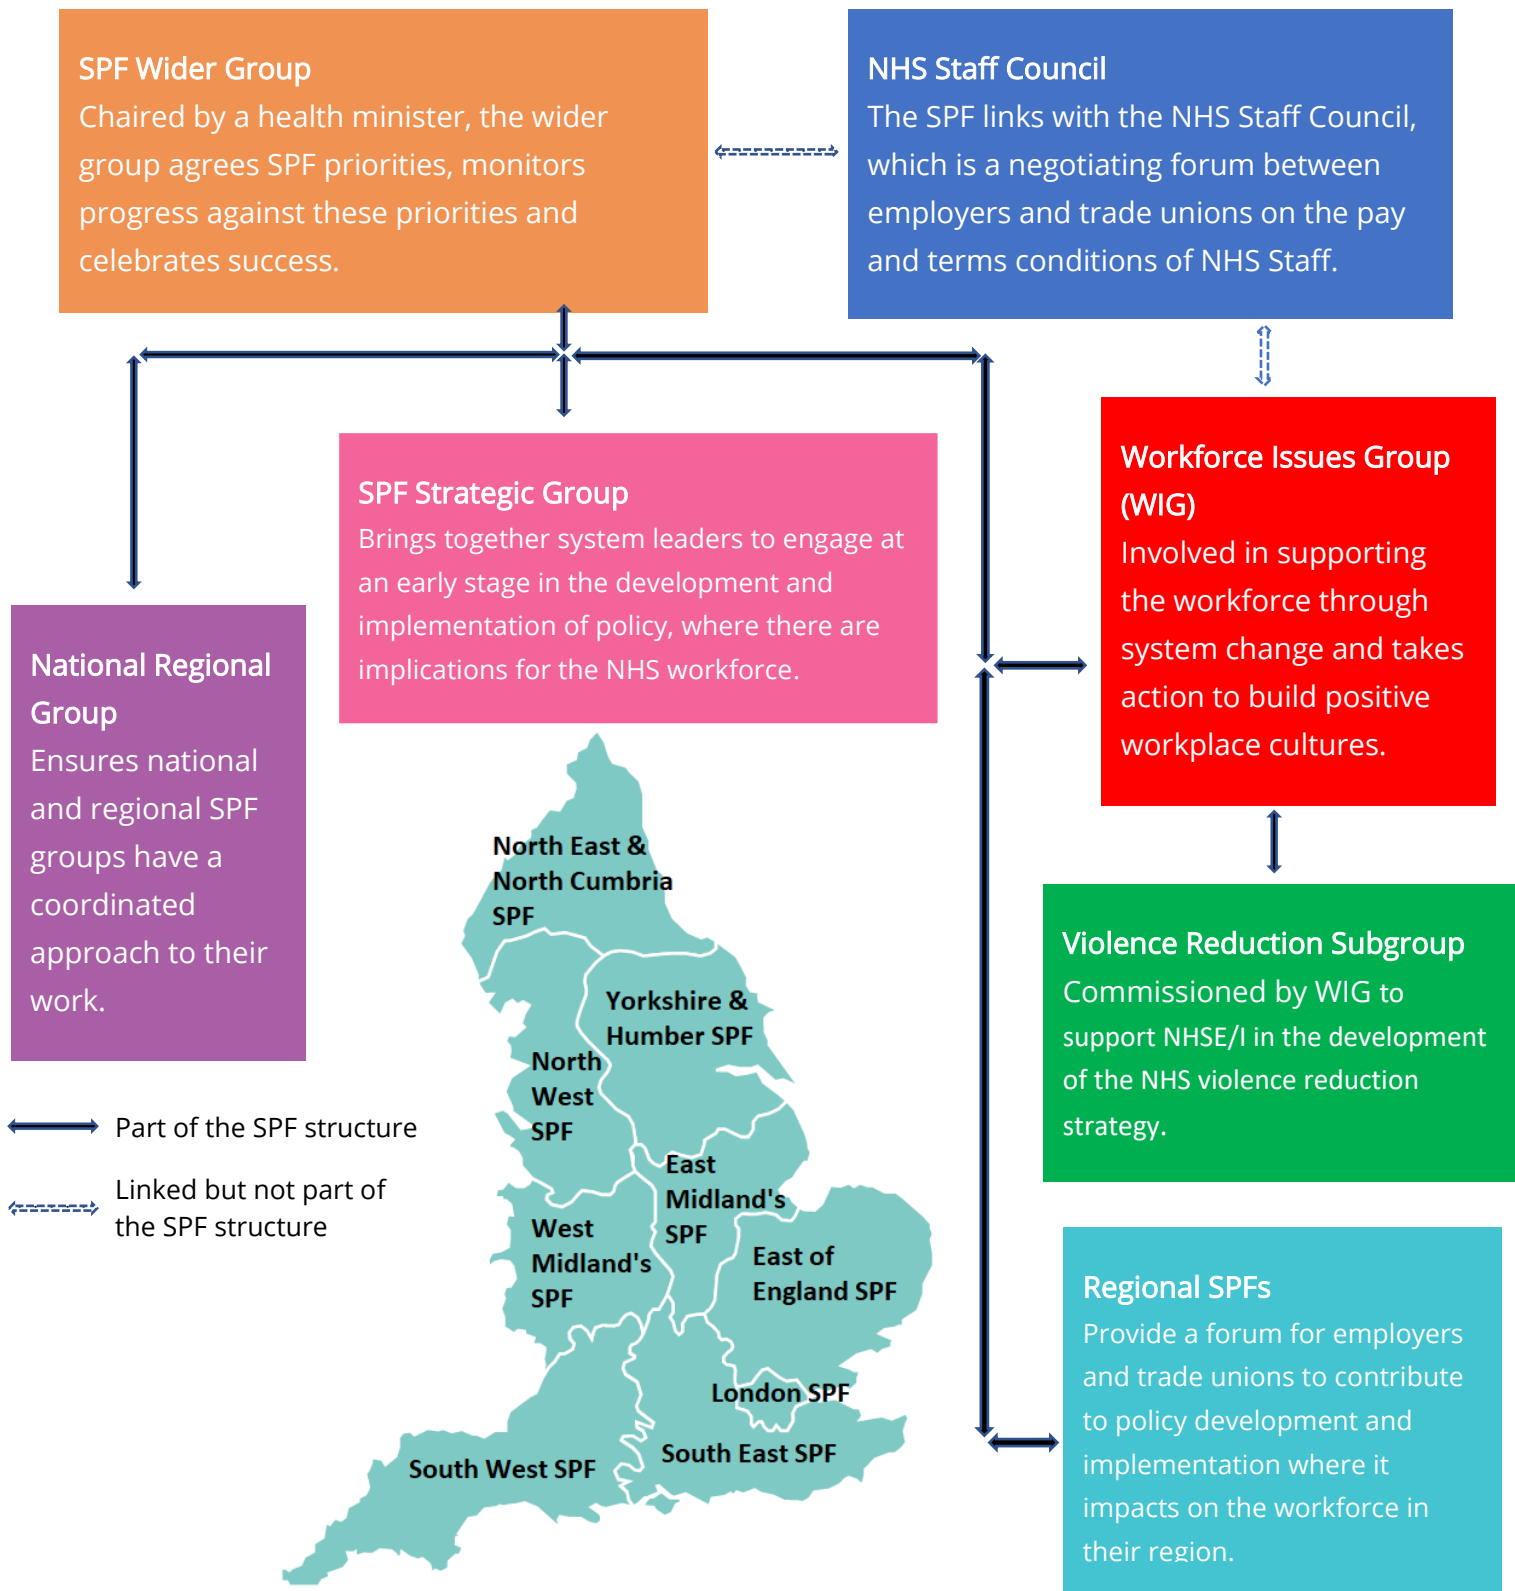 SPF Wider Group
Chaired by a health minister, the wider
group agrees SPF priorities, monitors
progress against these priorities and
celebrates success.
NHS Staff Council
The SPF links with the NHS Staff Council,
which is a negotiating forum between
employers and trade unions on the pay
and terms conditions of NHS Staff.
SPF Strategic Group
Brings together system leaders to engage at
an early stage in the development and
implementation of policy, where there are
implications for the NHS workforce.
Workforce Issues Group
(WIG)
Involved in supporting
the workforce through
system change and takes
action to build positive
workplace cultures.
National Regional
Group
Ensures national
and regional SPF
groups have a
coordinated
approach to their
work.
North East &
North Cumbria
SPF
Yorkshire &
Humber SPF
North
West
SPF
East
Midland's
SPF
West
Midland's
SPF
East of
England SPF
London SPF
South East SPF
South West SPF
Violence Reduction Subgroup
Commissioned by WIG to
support NHSE/I in the development
of the NHS violence reduction
strategy.
Part of the SPF structure
Linked but not part of
the SPF structure
Regional SPFs
Provide a forum for employers
and trade unions to contribute
to policy development and
implementation where it
impacts on the workforce in
their region.